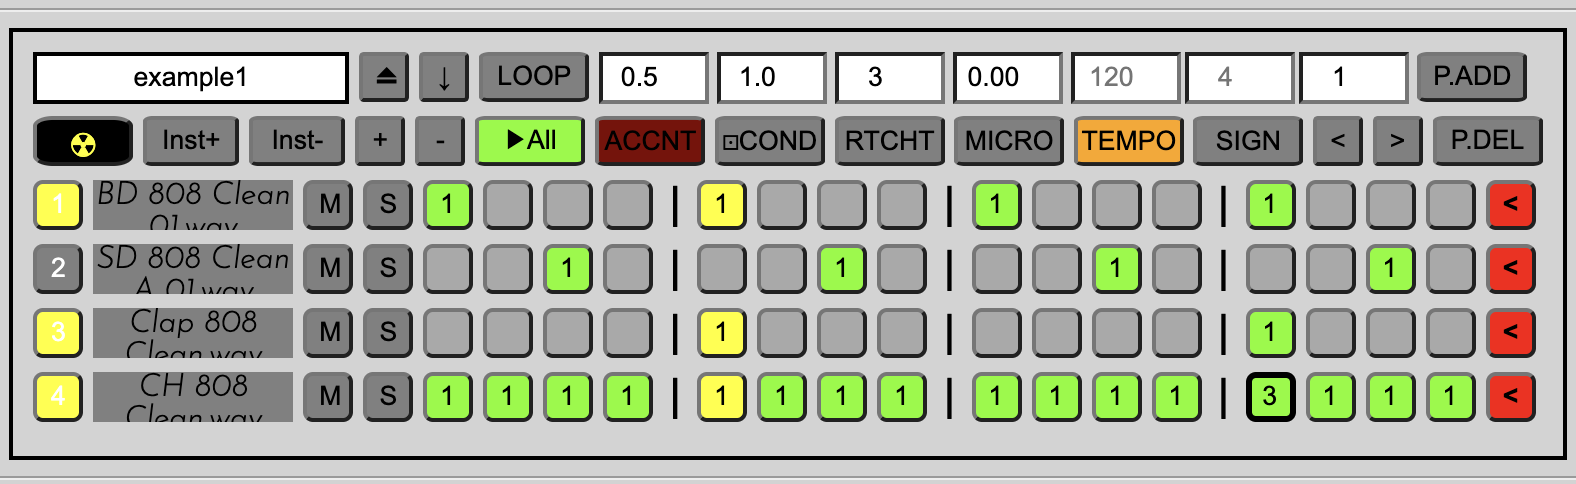 example1 ⏏ ↓ LOOP 0.5 1.0 3 0.00 120 4 1 P.ADD
☢ Inst+ Inst- + - ▶All ACCNT ⊡COND RTCHT MICRO TEMPO SIGN < > P.DEL
1 BD 808 Clean 01.wav M S 1 | 1 | 1 | 1 <
2 SD 808 Clean A 01.wav M S 1 | 1 | 1 | 1 <
3 Clap 808 Clean.wav M S | 1 | | 1 <
4 CH 808 Clean.wav M S 1 1 1 1 | 1 1 1 1 | 1 1 1 1 | 3 1 1 1 <